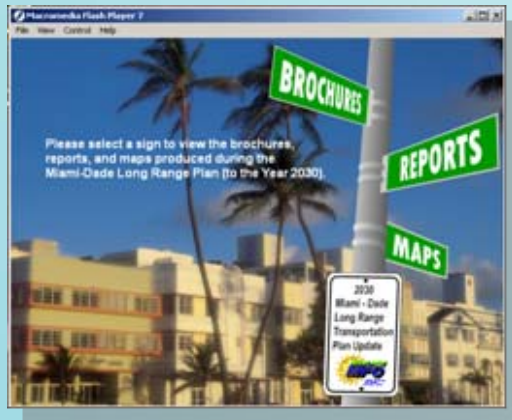 Macromedia Flash Player 7
File View Control Help
BROCHURES
Please select a sign to view the brochures,
reports, and maps produced during the
Miami-Dade Long Range Plan (to the Year 2030).
REPORTS
MAPS
2030
Miami - Dade
Long Range
Transportation
Plan Update
MPO